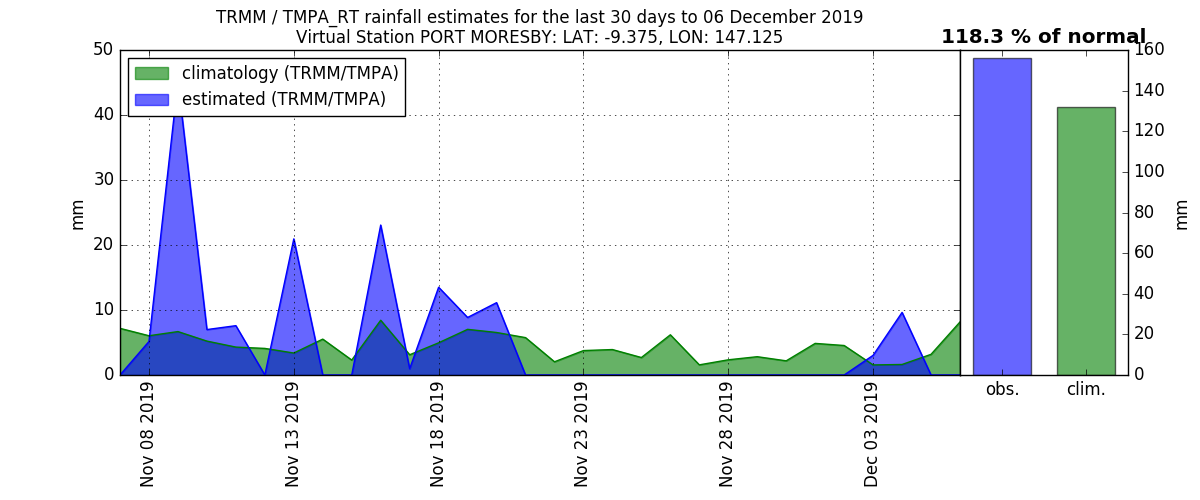 TRMM / TMPA_RT rainfall estimates for the last 30 days to 06 December 2019
Virtual Station PORT MORESBY: LAT: -9.375, LON: 147.125
118.3 % of normal
climatology (TRMM/TMPA)
estimated (TRMM/TMPA)
50
40
30
20
10
0
mm
Nov 08 2019
Nov 13 2019
Nov 18 2019
Nov 23 2019
Nov 28 2019
Dec 03 2019
obs.
clim.
160
140
120
100
80
60
40
20
0
mm